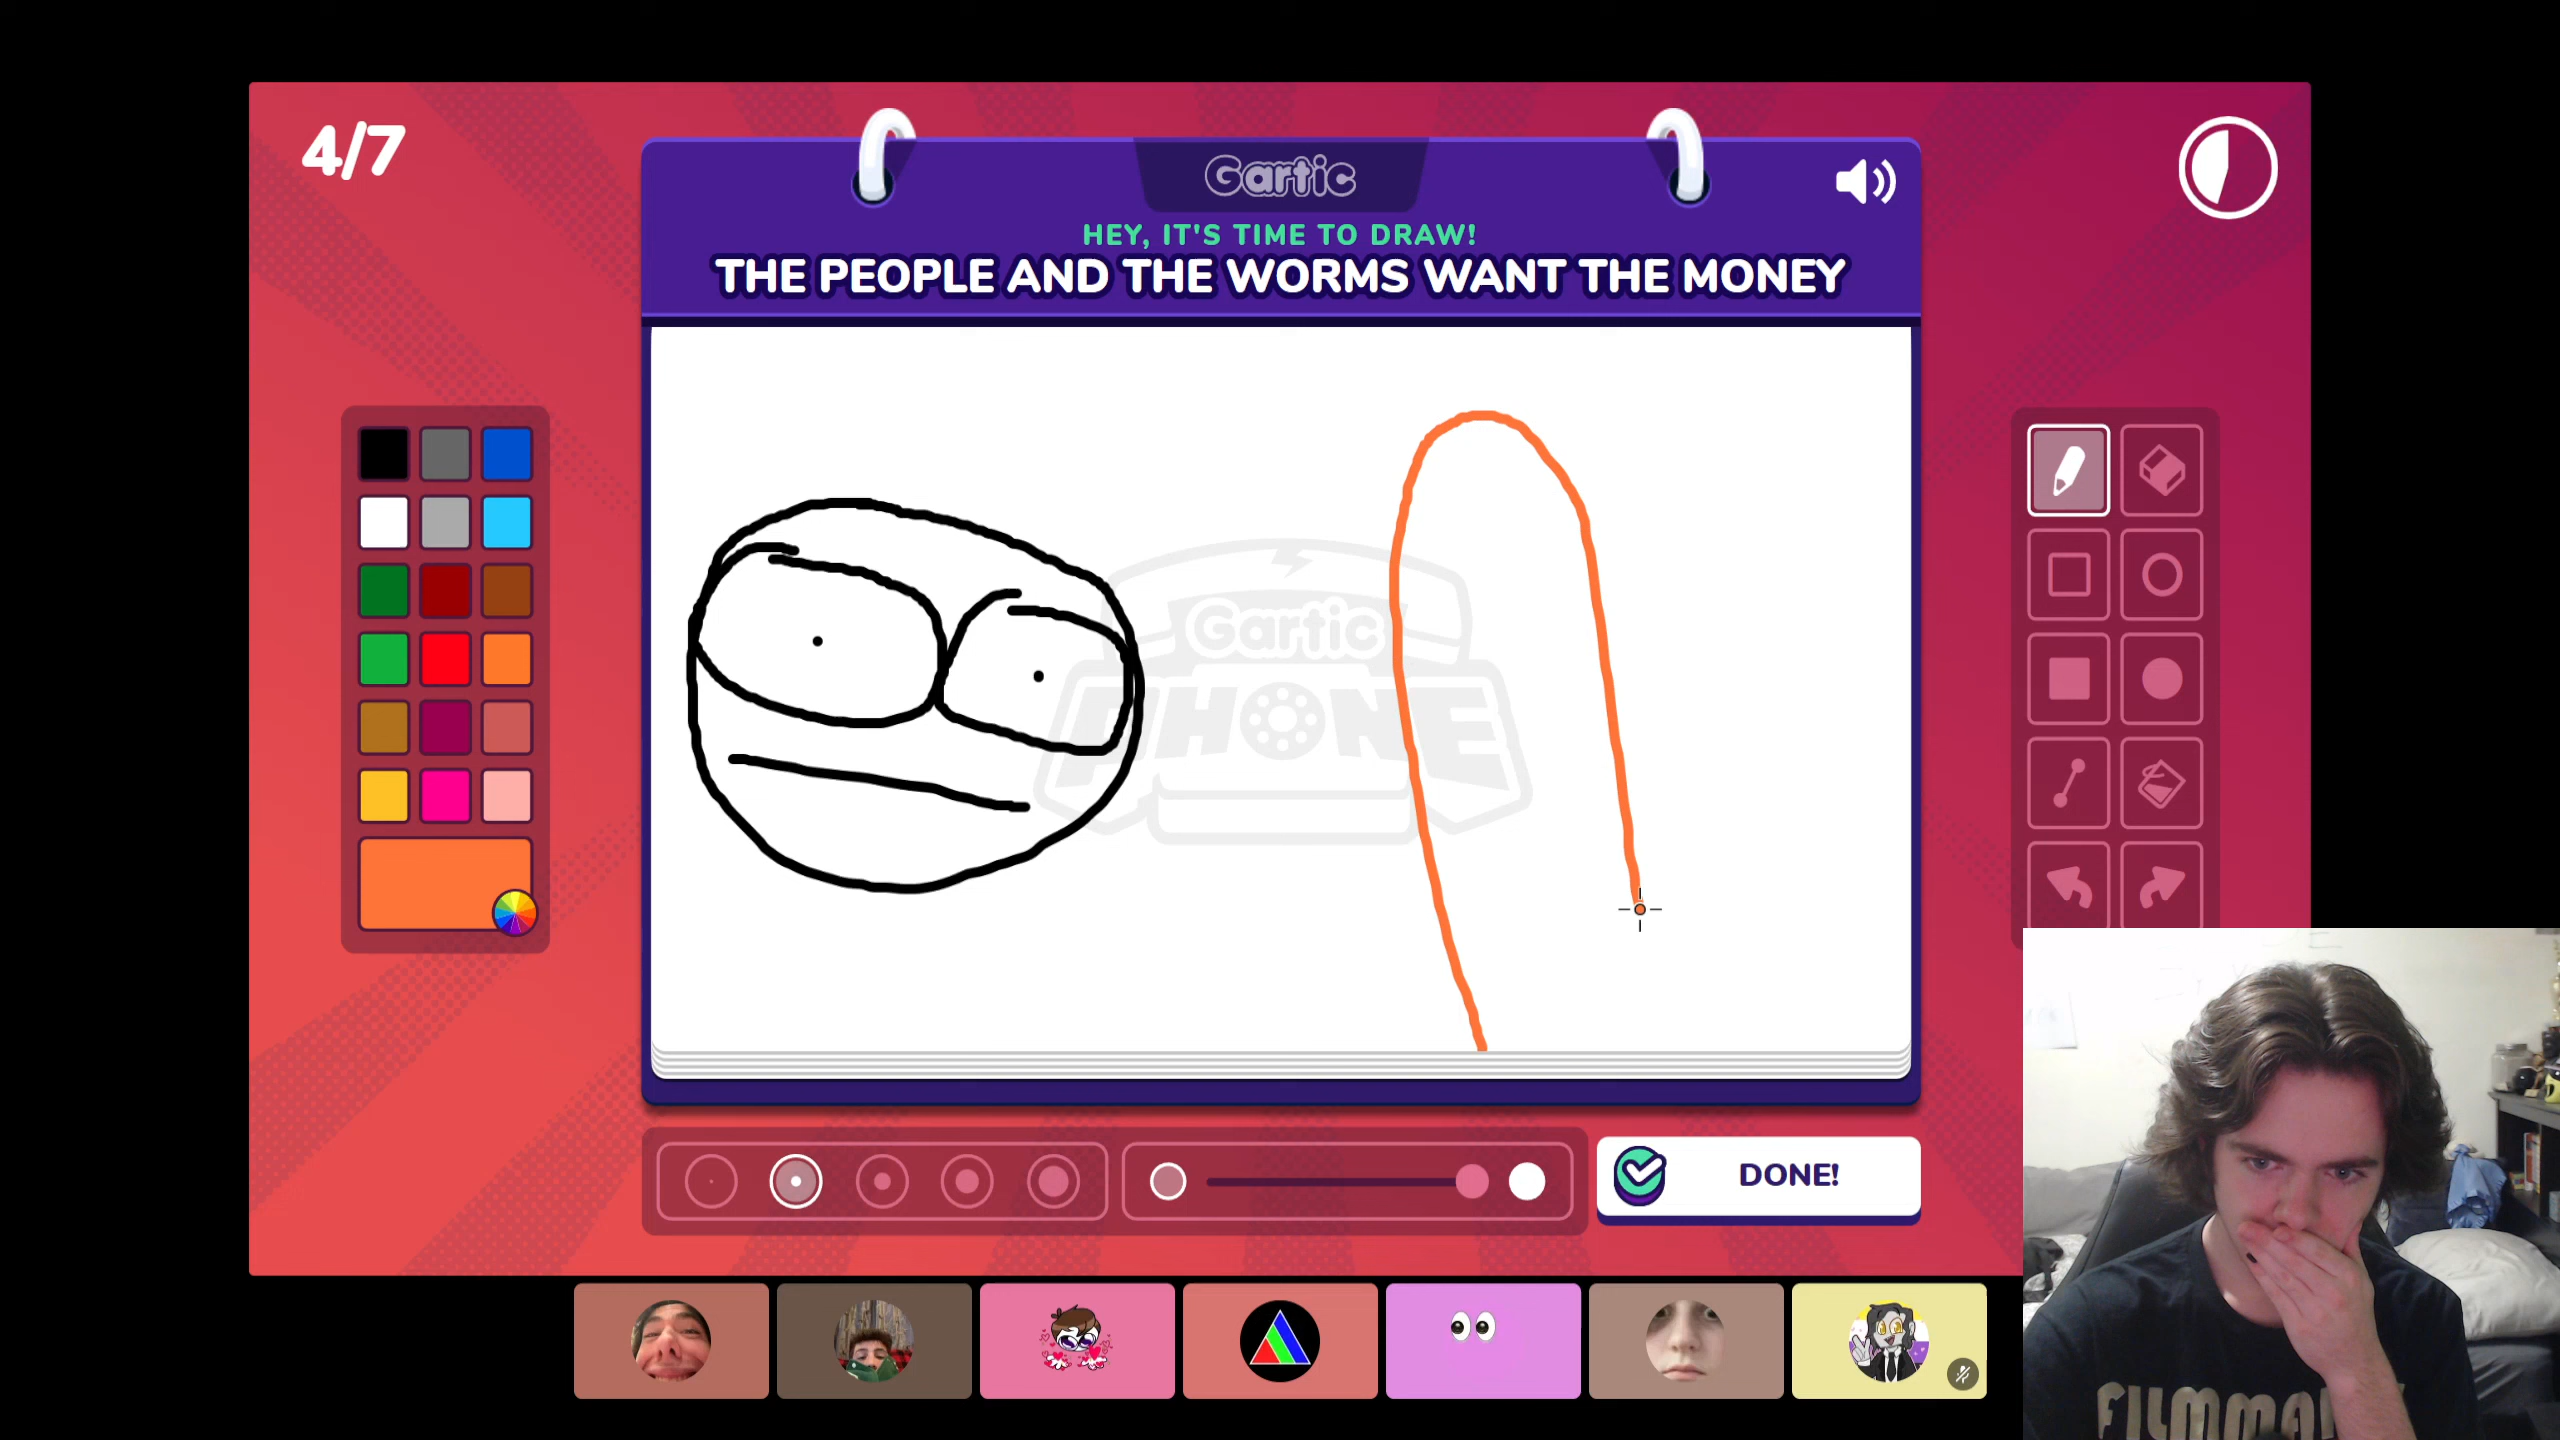 4/7
Gartic
HEY, IT'S TIME TO DRAW!
THE PEOPLE AND THE WORMS WANT THE MONEY
Gartic
PHONE
DONE!